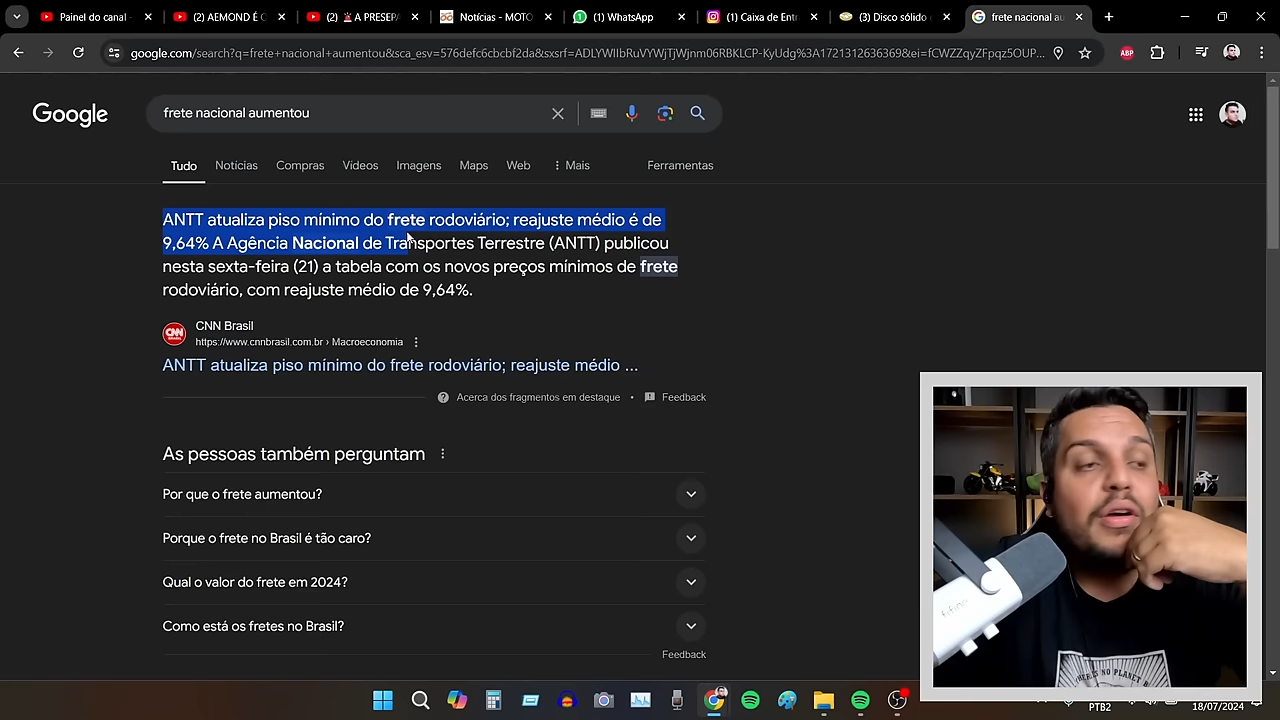 Painel do canal -
(2) AEMOND É C
(2) 🚨 A PRESEPA
Notícias - MOTO
(1) WhatsApp
(1) Caixa de Entr
(3) Disco sólido
frete nacional au
google.com/search?q=frete+nacional+aumentou&sca_esv=576defc6cbcbf2da&sxsrf=ADLYWIIbRuVYWjTjWjnm06RBKLCP-KyUdg%3A1721312636369&ei=fCWZZqyZFpqz5OUP...
ABP
Google
frete nacional aumentou
Tudo
Notícias
Compras
Vídeos
Imagens
Maps
Web
Mais
Ferramentas
ANTT atualiza piso mínimo do frete rodoviário; reajuste médio é de
9,64% A Agência Nacional de Transportes Terrestre (ANTT) publicou
nesta sexta-feira (21) a tabela com os novos preços mínimos de frete
rodoviário, com reajuste médio de 9,64%.
CNN Brasil
https://www.cnnbrasil.com.br › Macroeconomia
ANTT atualiza piso mínimo do frete rodoviário; reajuste médio ...
Acerca dos fragmentos em destaque • Feedback
As pessoas também perguntam
Por que o frete aumentou?
Porque o frete no Brasil é tão caro?
Qual o valor do frete em 2024?
Como está os fretes no Brasil?
Feedback
fifine
THERE'S NO PLANET B
PTB2
18/07/2024